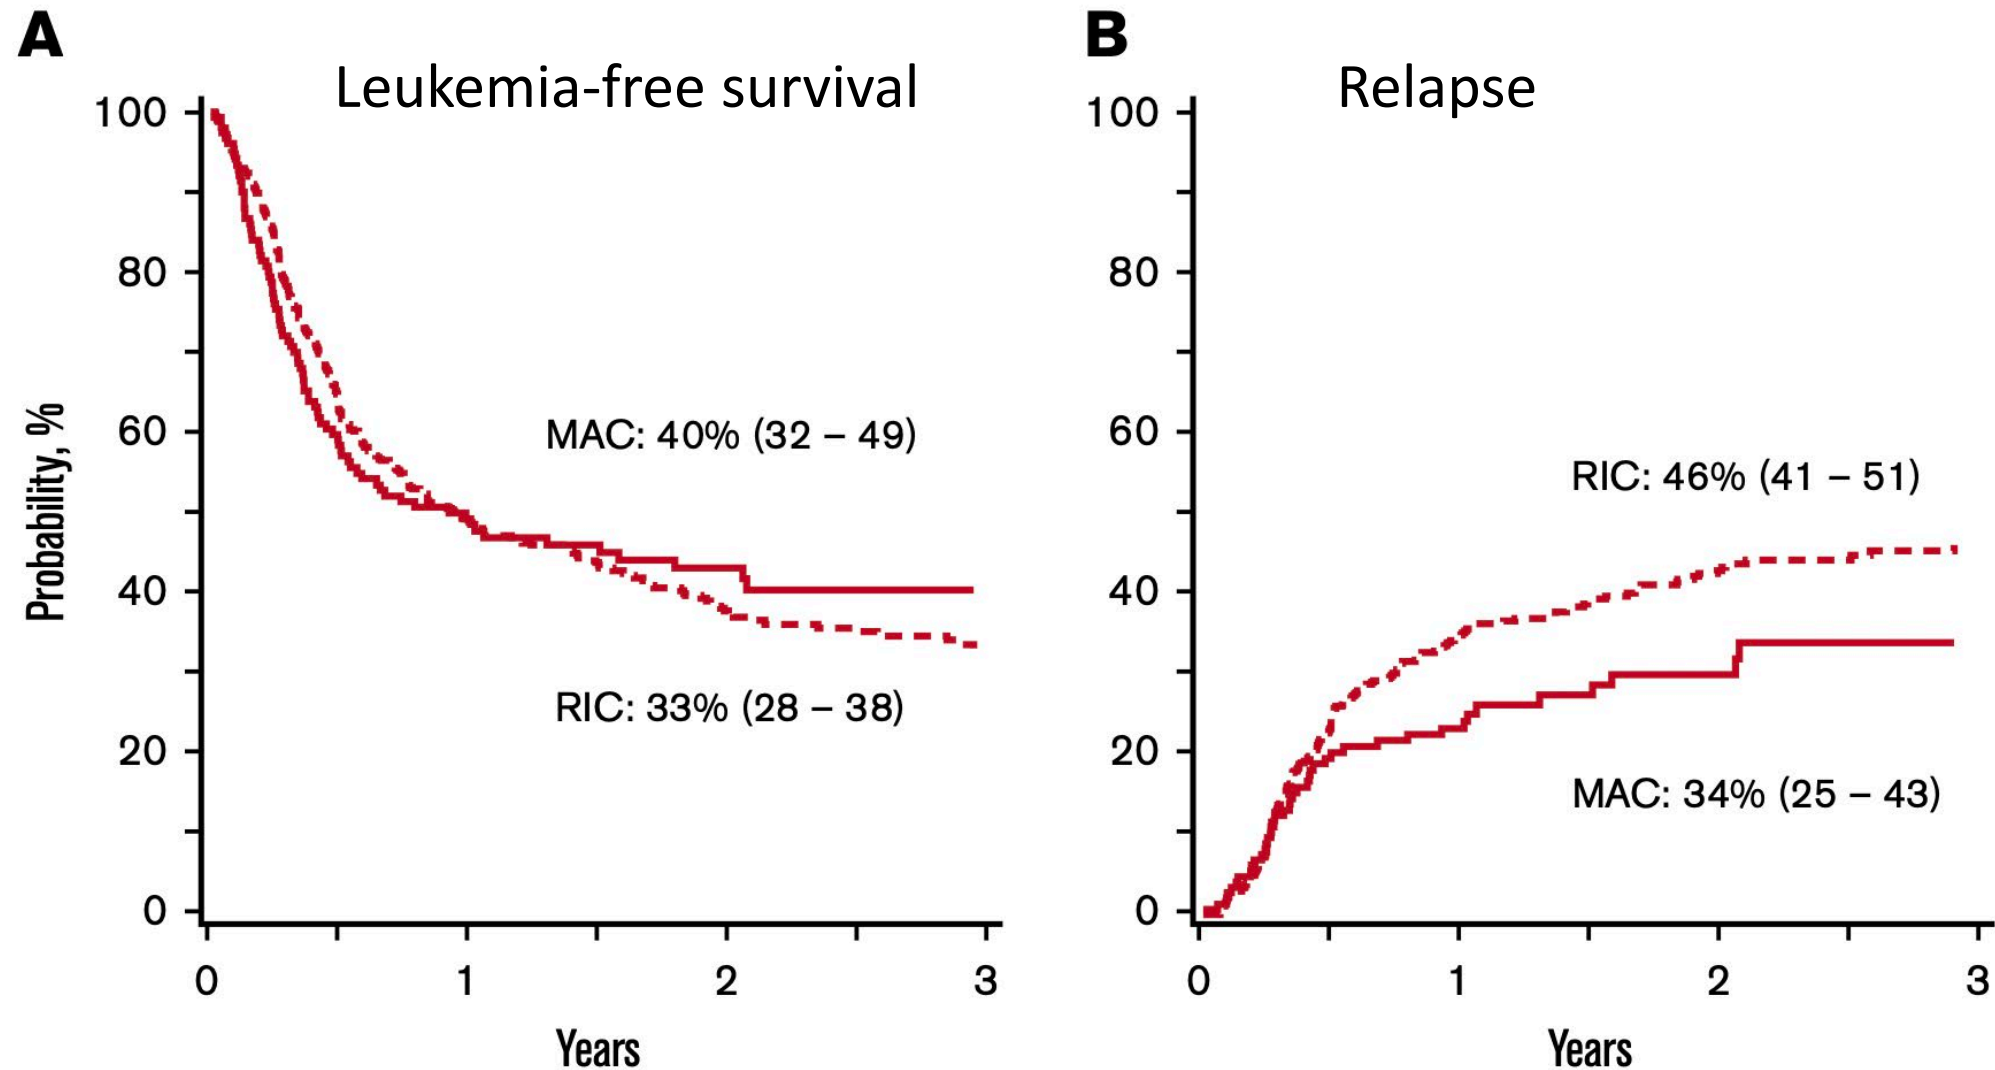 A
Leukemia-free survival
100
80
60
40
20
0
Probability, %
MAC: 40% (32 – 49)
RIC: 33% (28 – 38)
0 1 2 3
Years
B
Relapse
100
80
60
40
20
0
RIC: 46% (41 – 51)
MAC: 34% (25 – 43)
0 1 2 3
Years